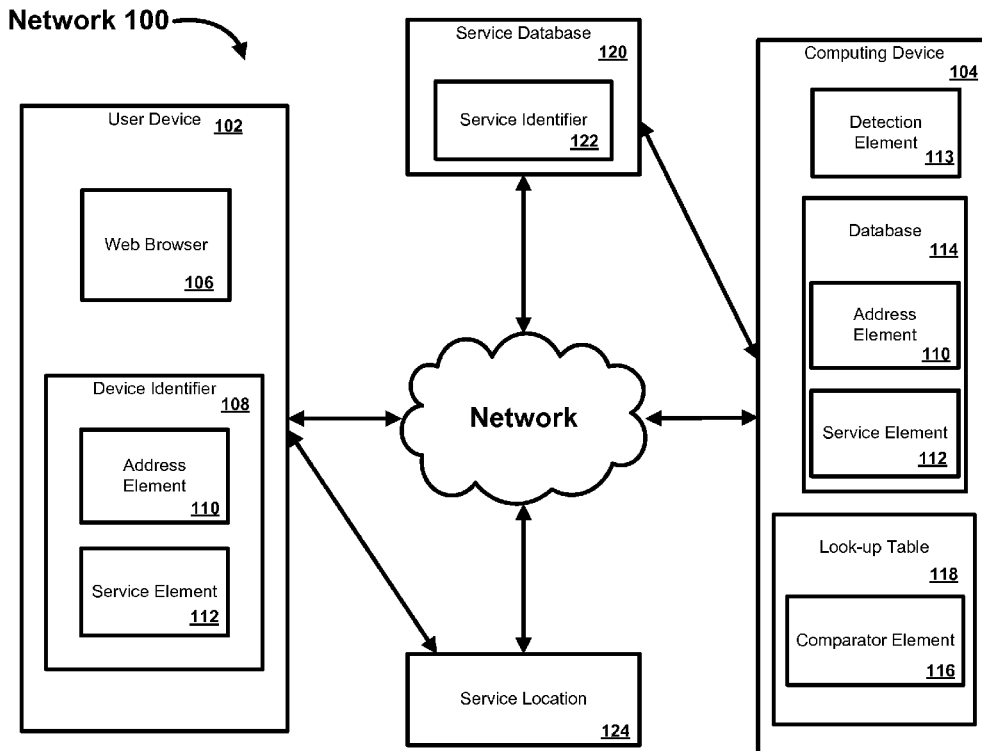 Network 100
User Device 102
Web Browser
106
Device Identifier
108
Address
Element
110
Service Element
112
Service Database
120
Service Identifier
122
Network
Service Location
124
Computing Device
104
Detection
Element
113
Database
114
Address
Element
110
Service Element
112
Look-up Table
118
Comparator Element
116